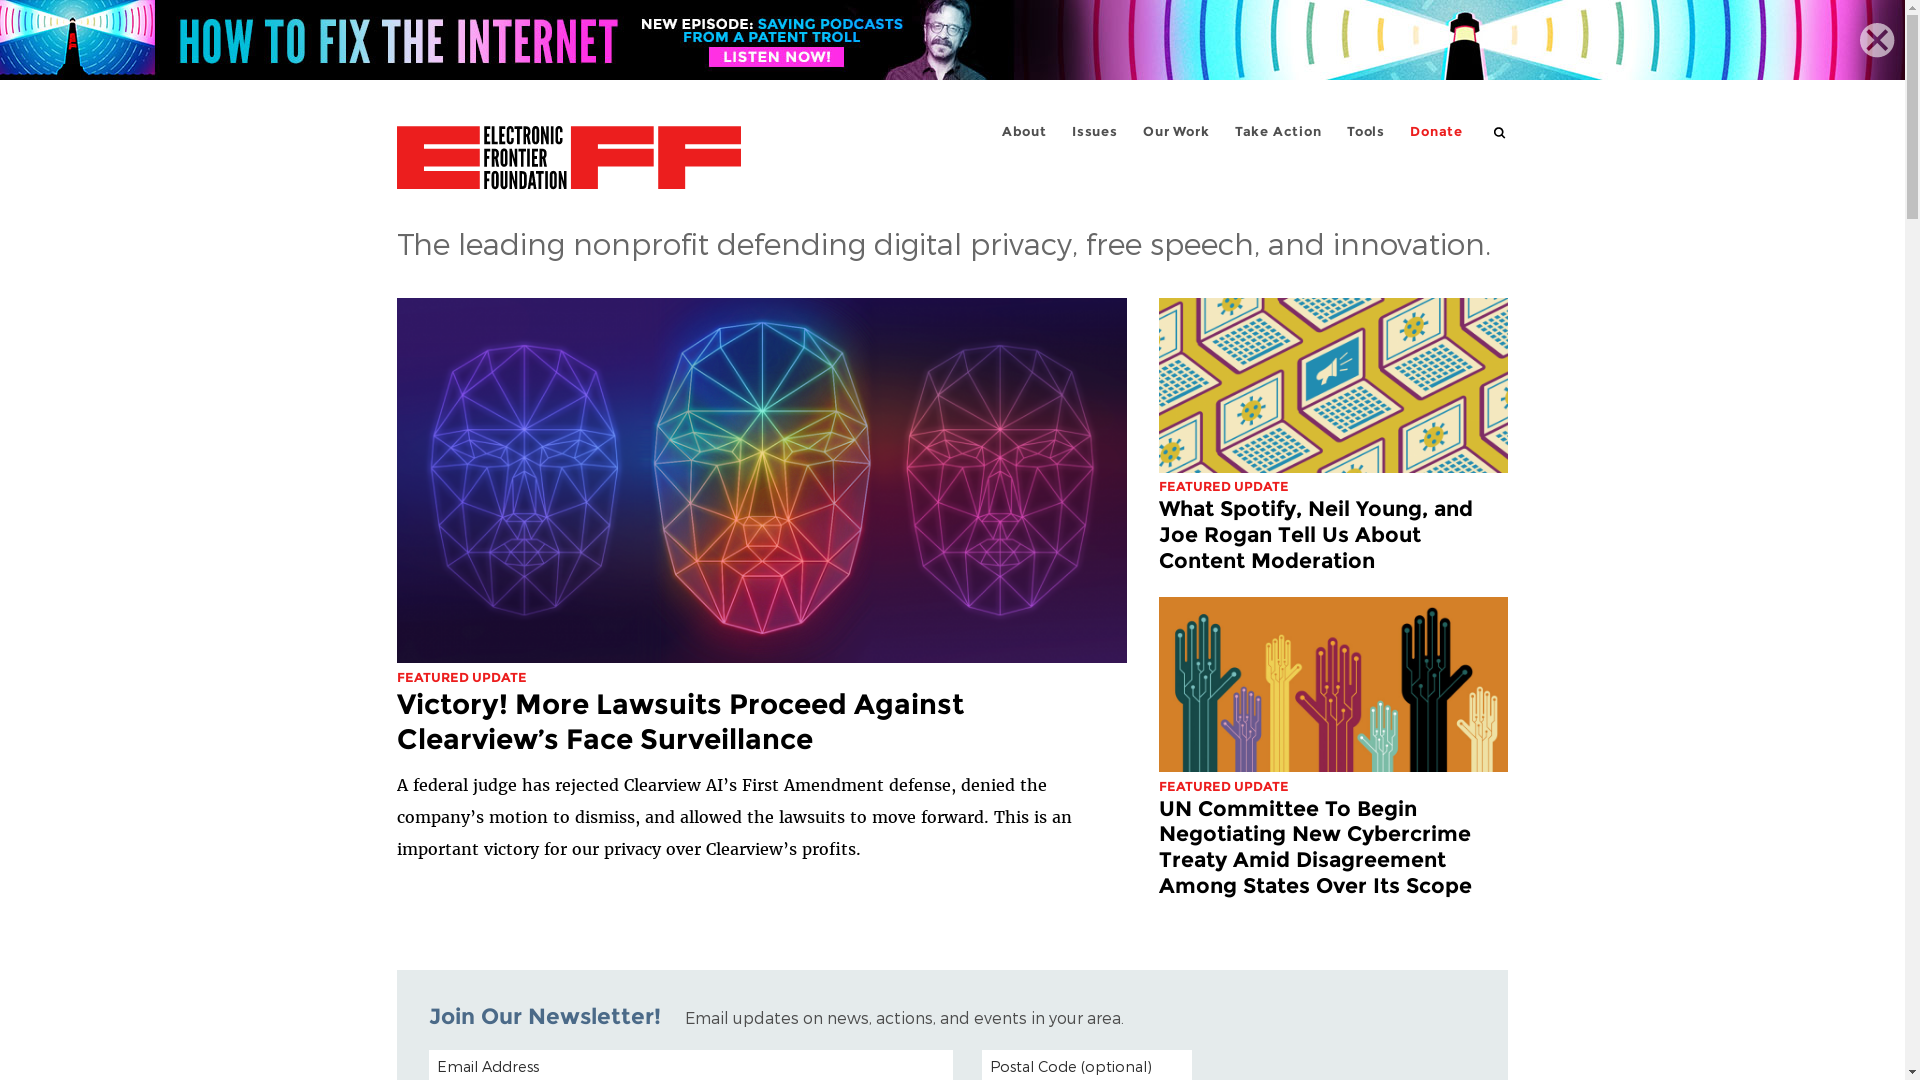 HOW TO FIX THE INTERNET
NEW EPISODE: SAVING PODCASTS
FROM A PATENT TROLL
LISTEN NOW!
ELECTRONIC
FRONTIER
FOUNDATION
EFF
About Issues Our Work Take Action Tools Donate
The leading nonprofit defending digital privacy, free speech, and innovation.
FEATURED UPDATE
Victory! More Lawsuits Proceed Against
Clearview’s Face Surveillance
A federal judge has rejected Clearview AI’s First Amendment defense, denied the
company’s motion to dismiss, and allowed the lawsuits to move forward. This is an
important victory for our privacy over Clearview’s profits.
FEATURED UPDATE
What Spotify, Neil Young, and
Joe Rogan Tell Us About
Content Moderation
FEATURED UPDATE
UN Committee To Begin
Negotiating New Cybercrime
Treaty Amid Disagreement
Among States Over Its Scope
Join Our Newsletter! Email updates on news, actions, and events in your area.
Email Address Postal Code (optional)